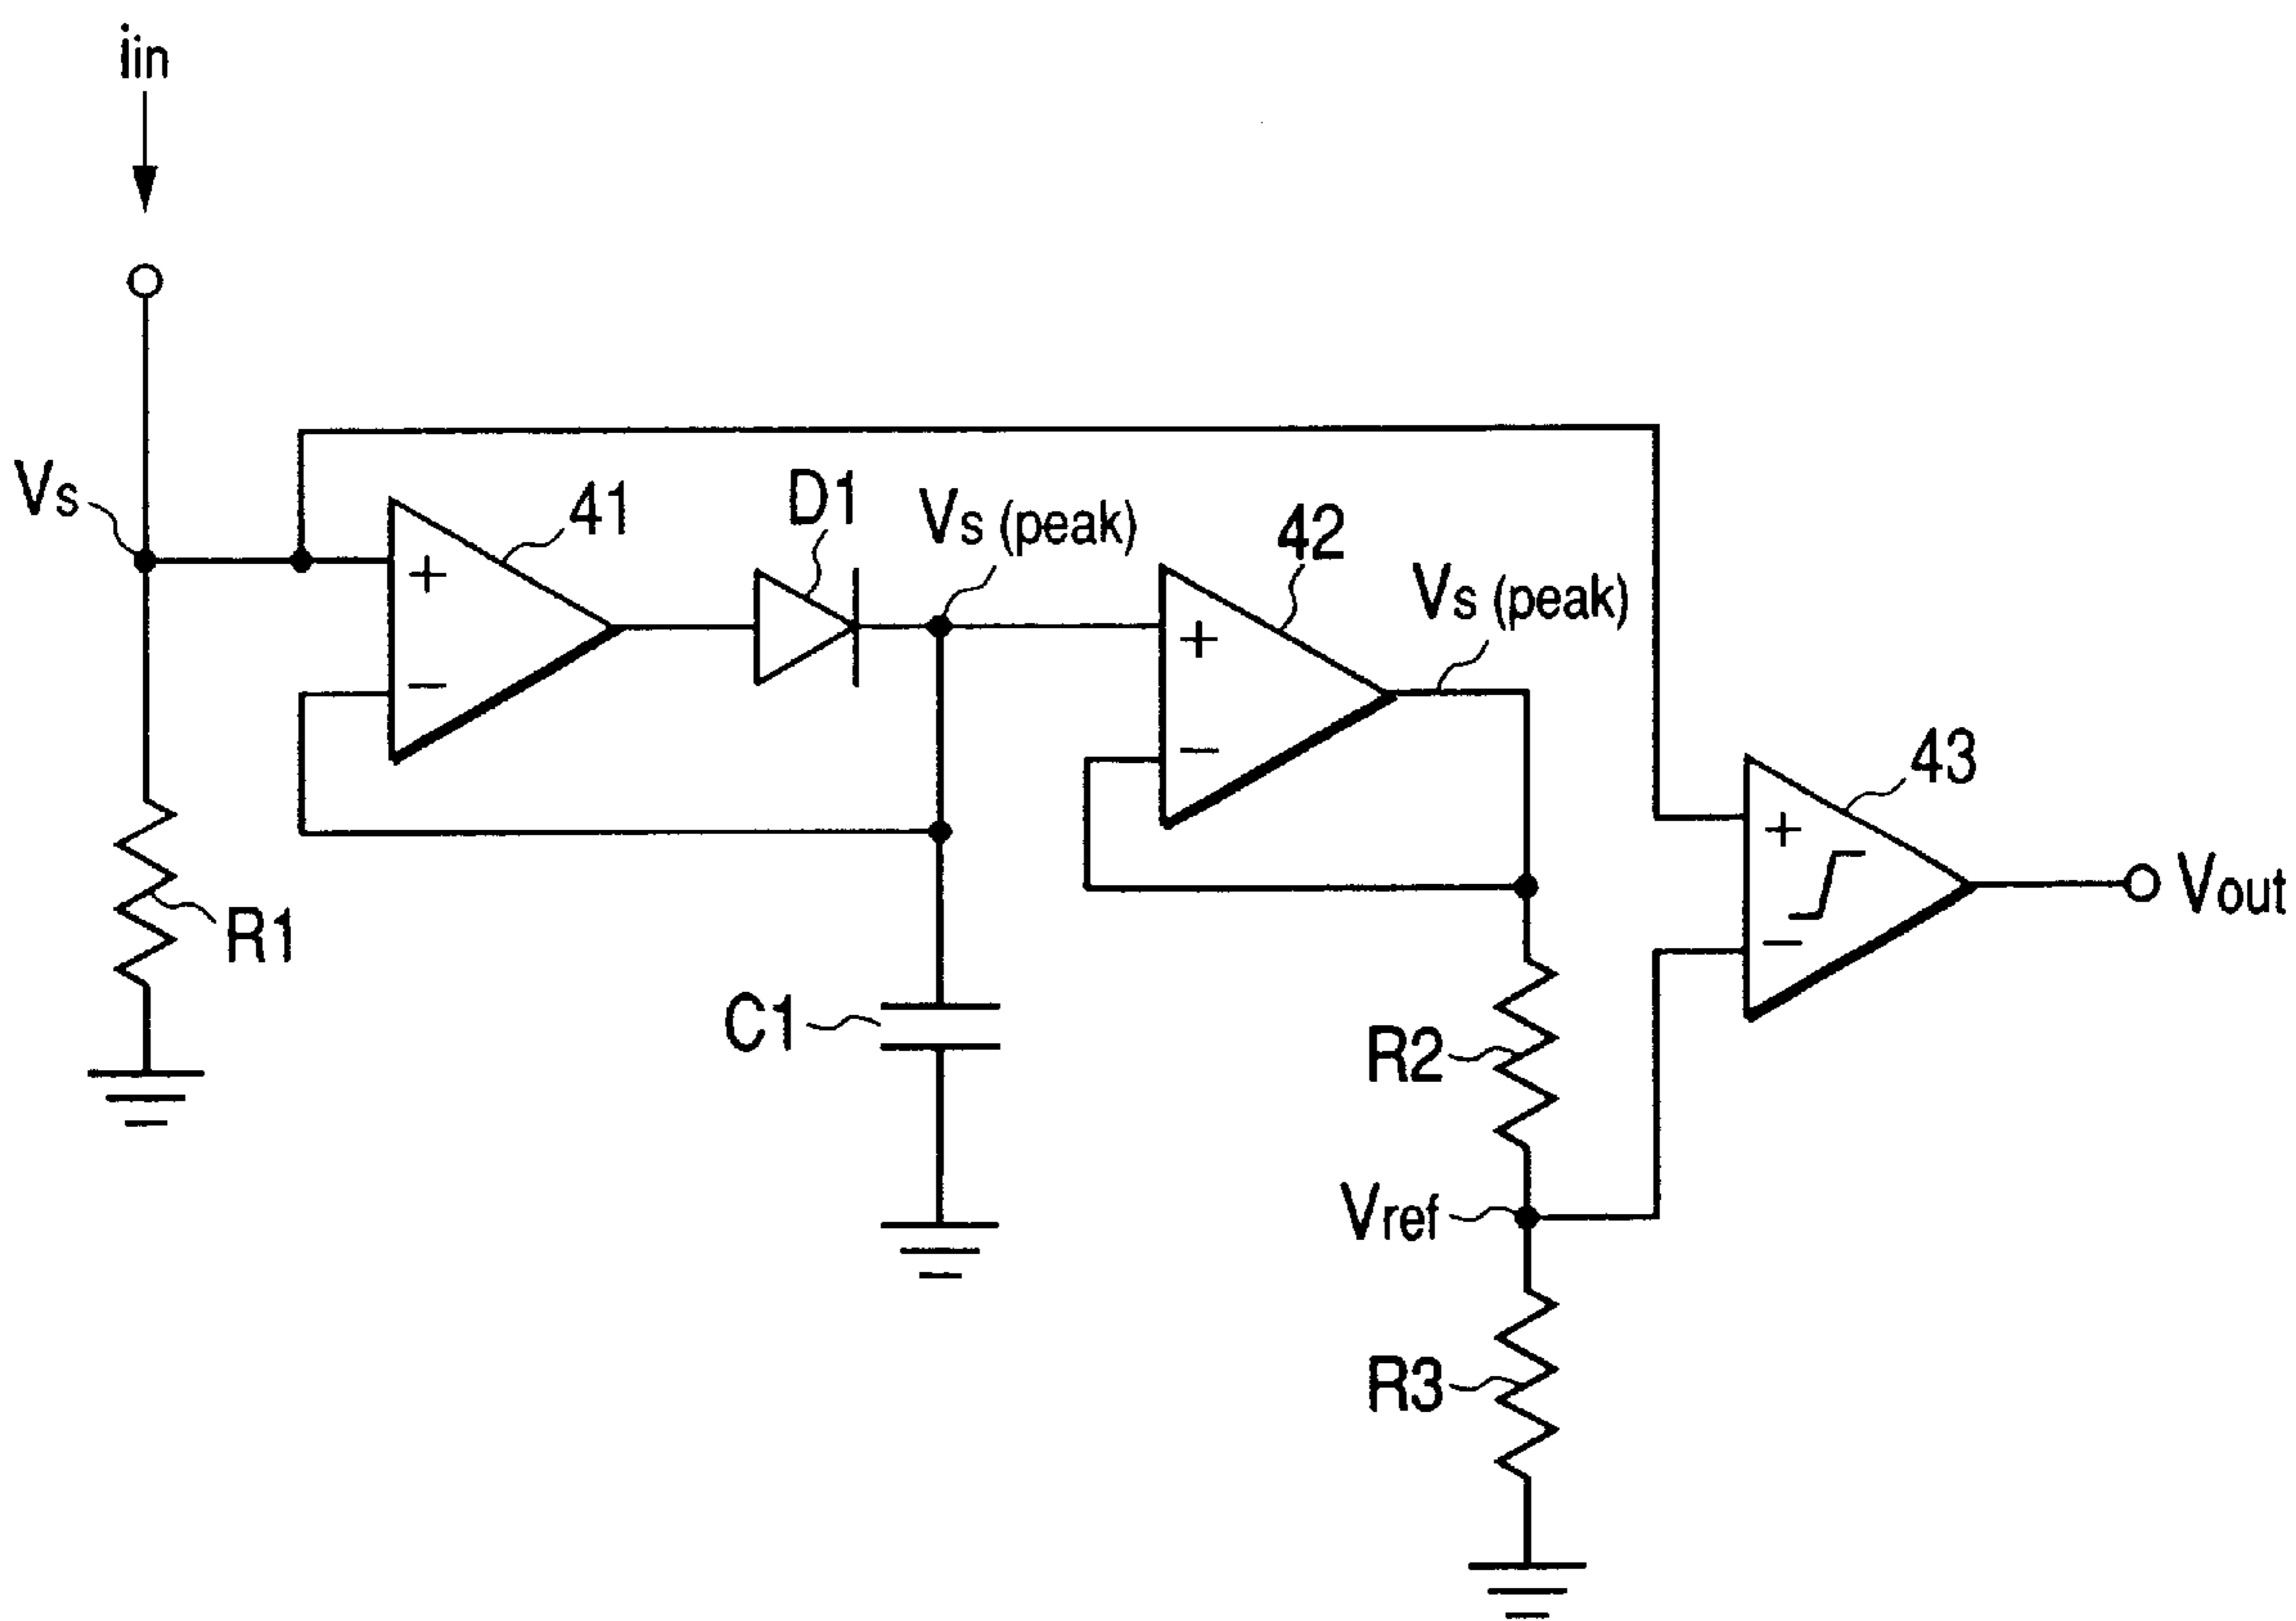 iin
Vs
41
D1
Vs (peak)
42
Vs (peak)
43
+
−
+
−
+
−
Vout
R1
C1
R2
Vref
R3